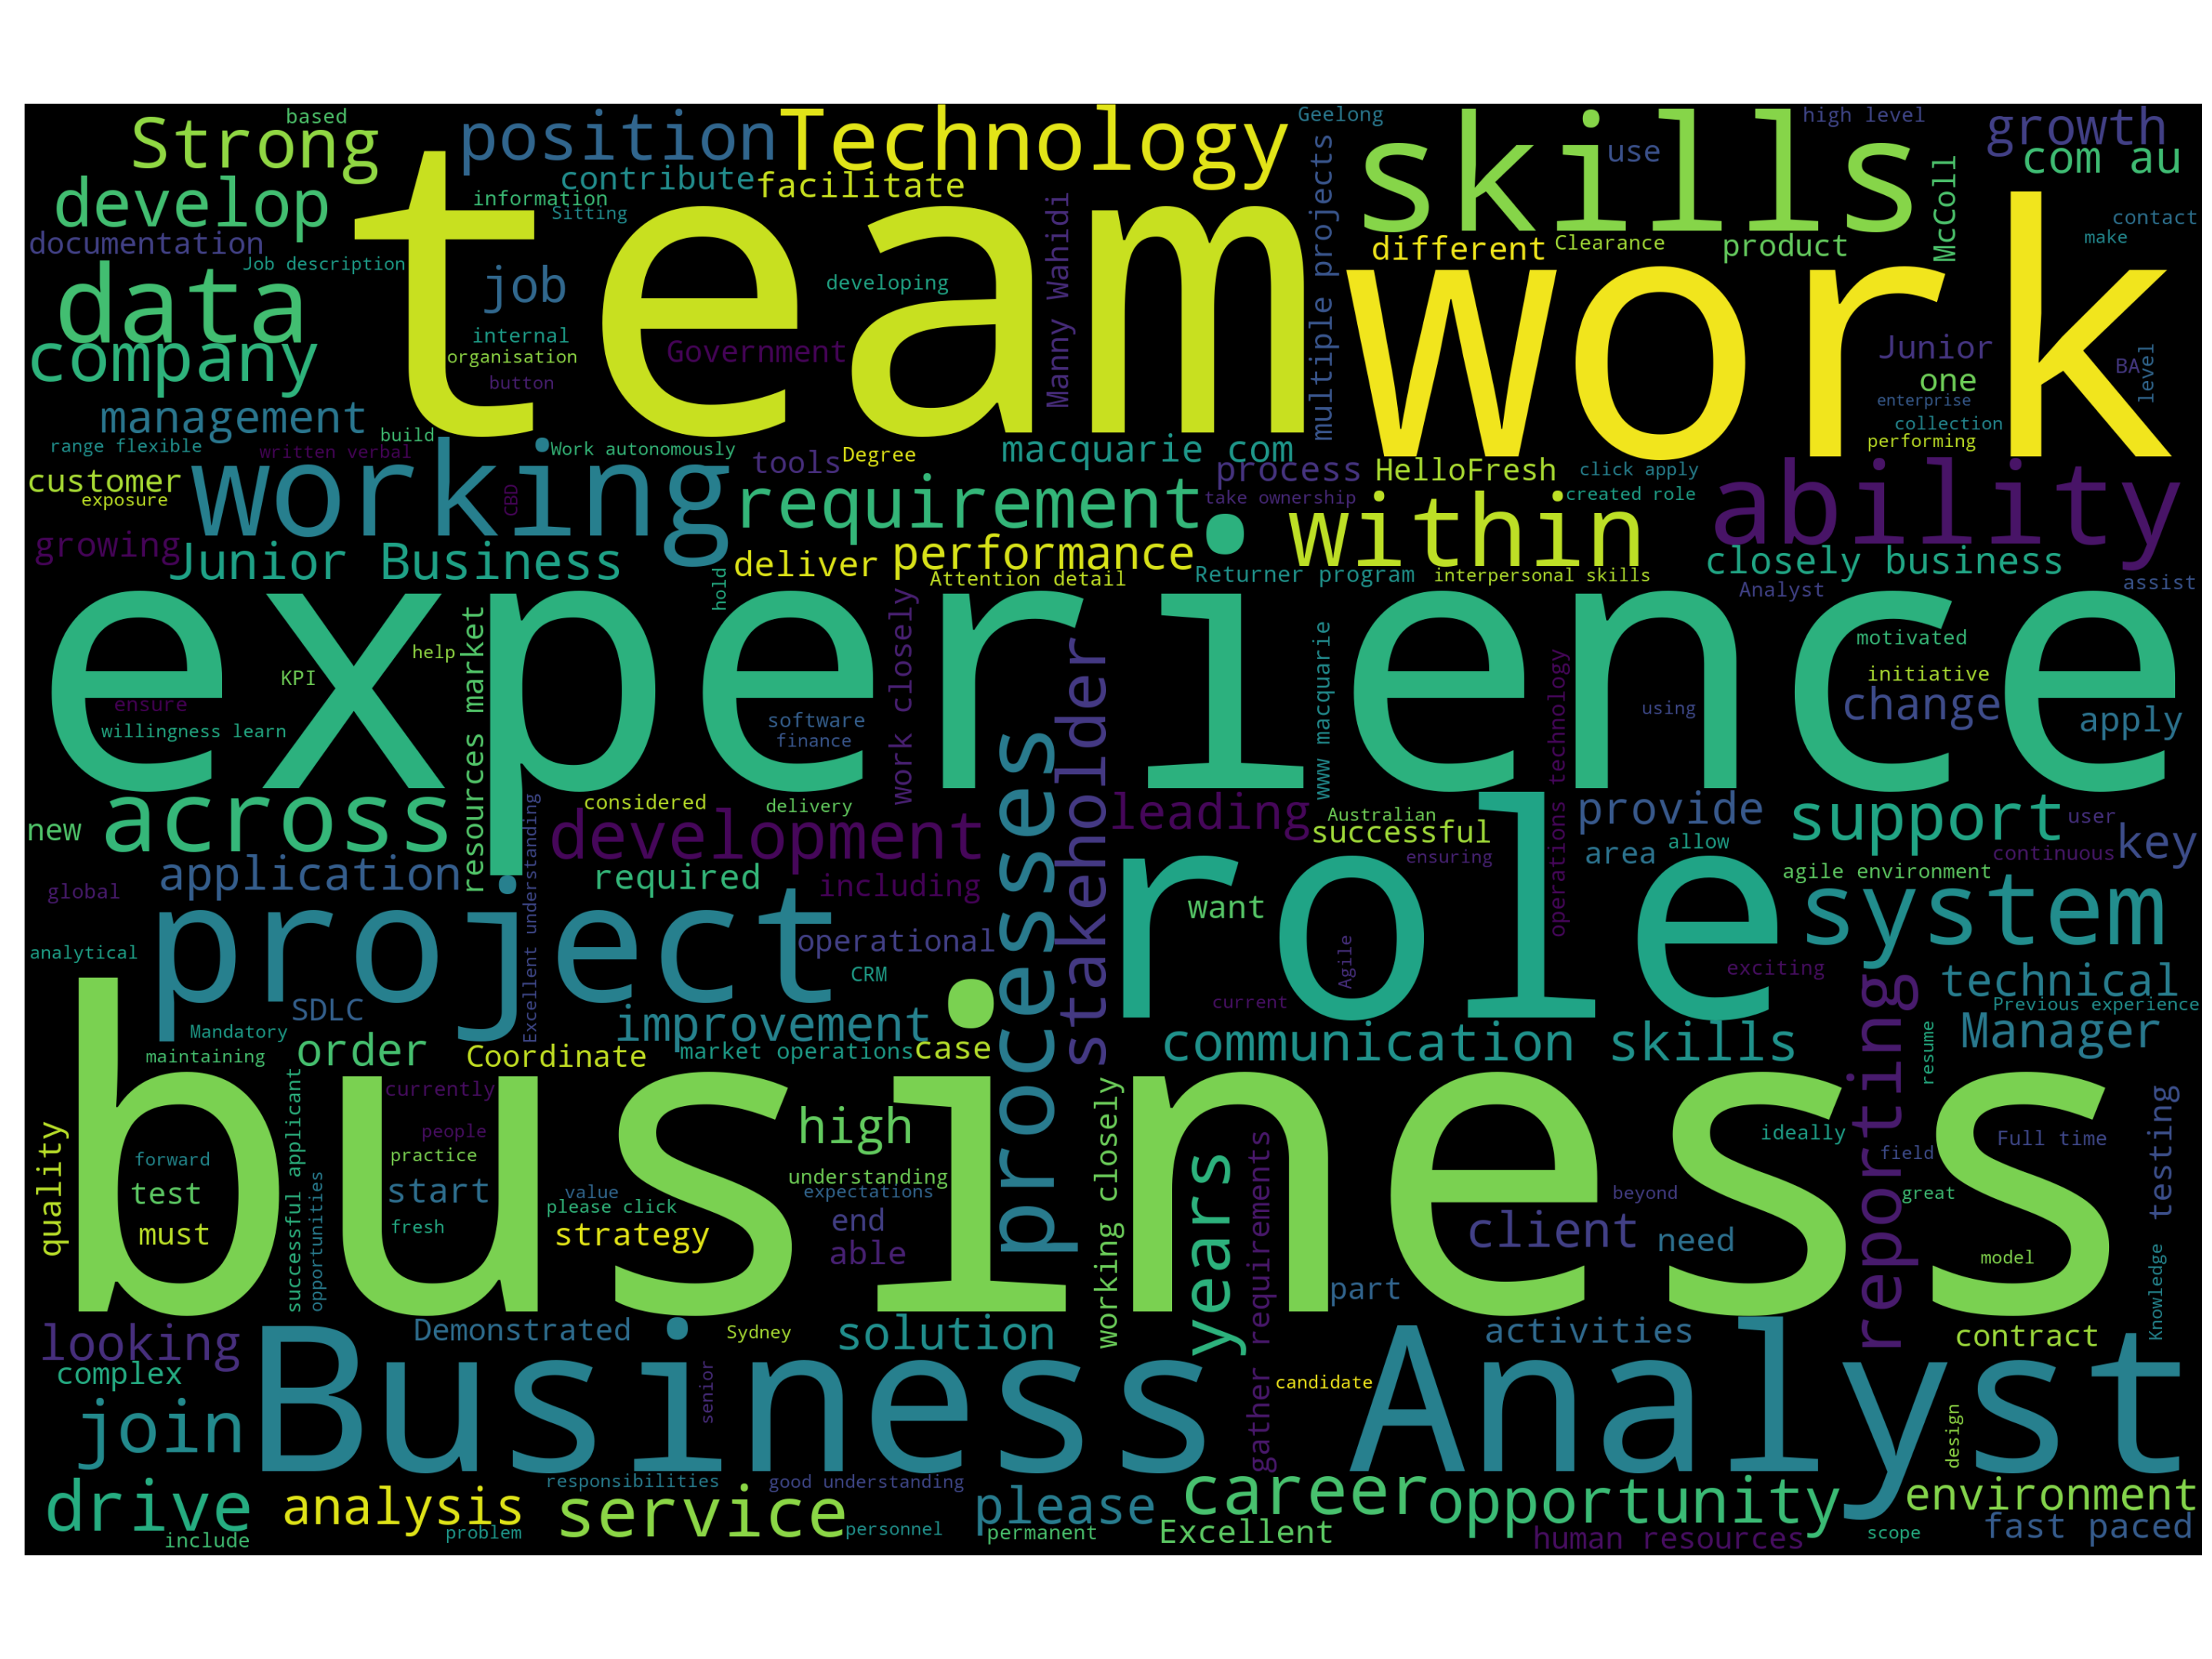 based
Strong
position
Technology
Geelong
skills
high level
growth
use
com au
develop
contribute
facilitate
information
Sitting
team
multiple projects
McColl
work
contact
make
documentation
Job description
data
job
developing
Manny Wahidi
different
Clearance
product
company
internal
organisation
button
Government
Junior
one
BA
level
enterprise
collection
performing
management
range flexible
written verbal
build
Work autonomously
macquarie com
tools
Degree
process
HelloFresh
click apply
take ownership
created role
customer
exposure
working
CBD
requirement
within
ability
growing
Junior Business
deliver
performance
Attention detail
Returner program
interpersonal skills
closely business
Analyst
assist
hold
experience
resources market
work closely
stakeholder
www macquarie
operations technology
motivated
initiative
KPI
help
ensure
willingness learn
software
finance
using
change
apply
processes
new
across
considered
delivery
development
leading
Australian
successful
provide
support
user
key
Excellent understanding
application
required
including
ensuring
area
allow
continuous
agile environment
global
role
want
system
project
operational
analytical
CRM
Agile
exciting
reporting
technical
Previous experience
SDLC
current
Mandatory
improvement
Manager
maintaining
order
Coordinate
market operations
case
communication skills
resume
business
currently
quality
successful applicant
opportunities
people
practice
forward
high
working closely
years
gather requirements
ideally
field
Full time
testing
test
start
value
understanding
expectations
beyond
great
please click
must
fresh
strategy
end
able
client
need
model
Knowledge
part
looking
Demonstrated
Sydney
solution
activities
contract
complex
senior
candidate
join
Business Analyst
design
responsibilities
good understanding
drive
analysis
service
please
career
opportunity
environment
include
problem
personnel
permanent
Excellent
human resources
scope
fast paced